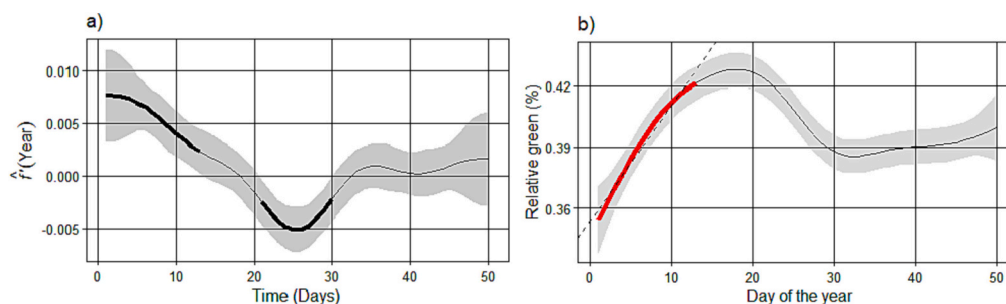 a)
f̂'(Year)
0.010
0.005
0.000
-0.005
0 10 20 30 40 50
Time (Days)
b)
Relative green (%)
0.42
0.39
0.36
0 10 20 30 40 50
Day of the year